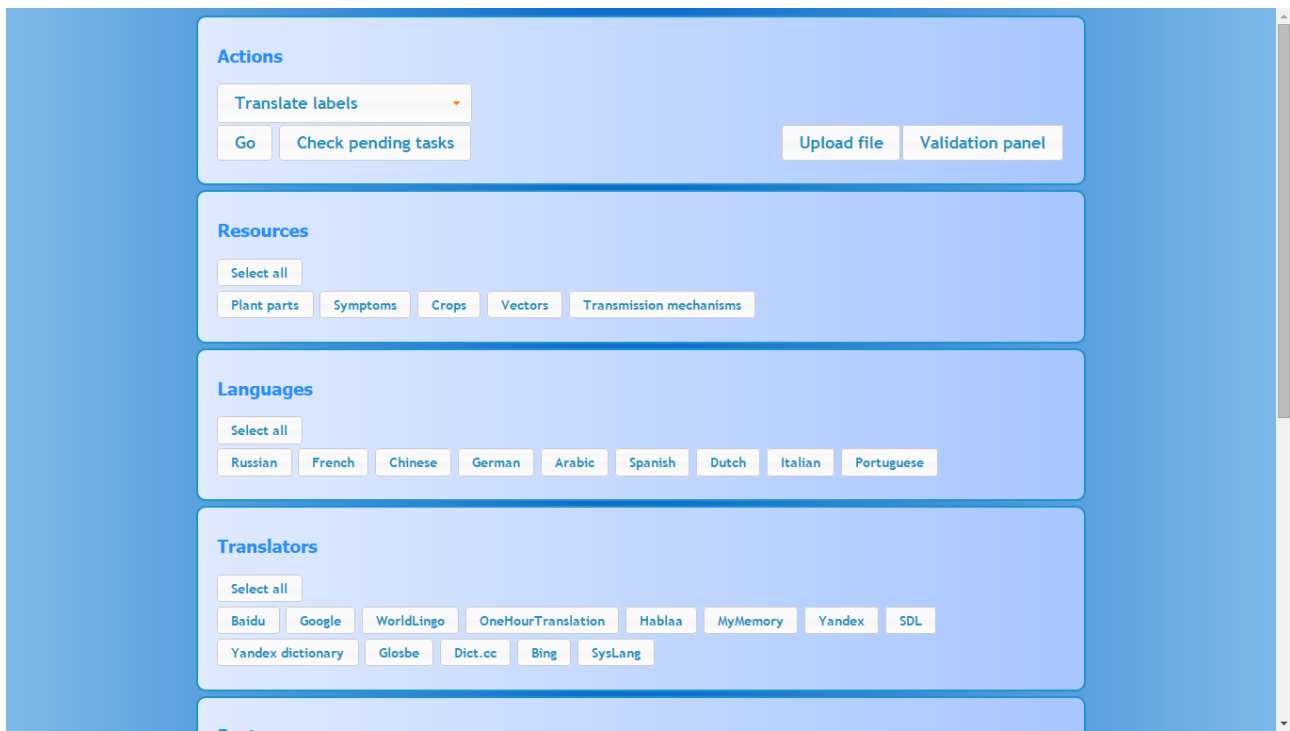 Actions
Translate labels
Go Check pending tasks Upload file Validation panel
Resources
Select all
Plant parts Symptoms Crops Vectors Transmission mechanisms
Languages
Select all
Russian French Chinese German Arabic Spanish Dutch Italian Portuguese
Translators
Select all
Baidu Google WorldLingo OneHourTranslation Hablaa MyMemory Yandex SDL
Yandex dictionary Glosbe Dict.cc Bing SysLang